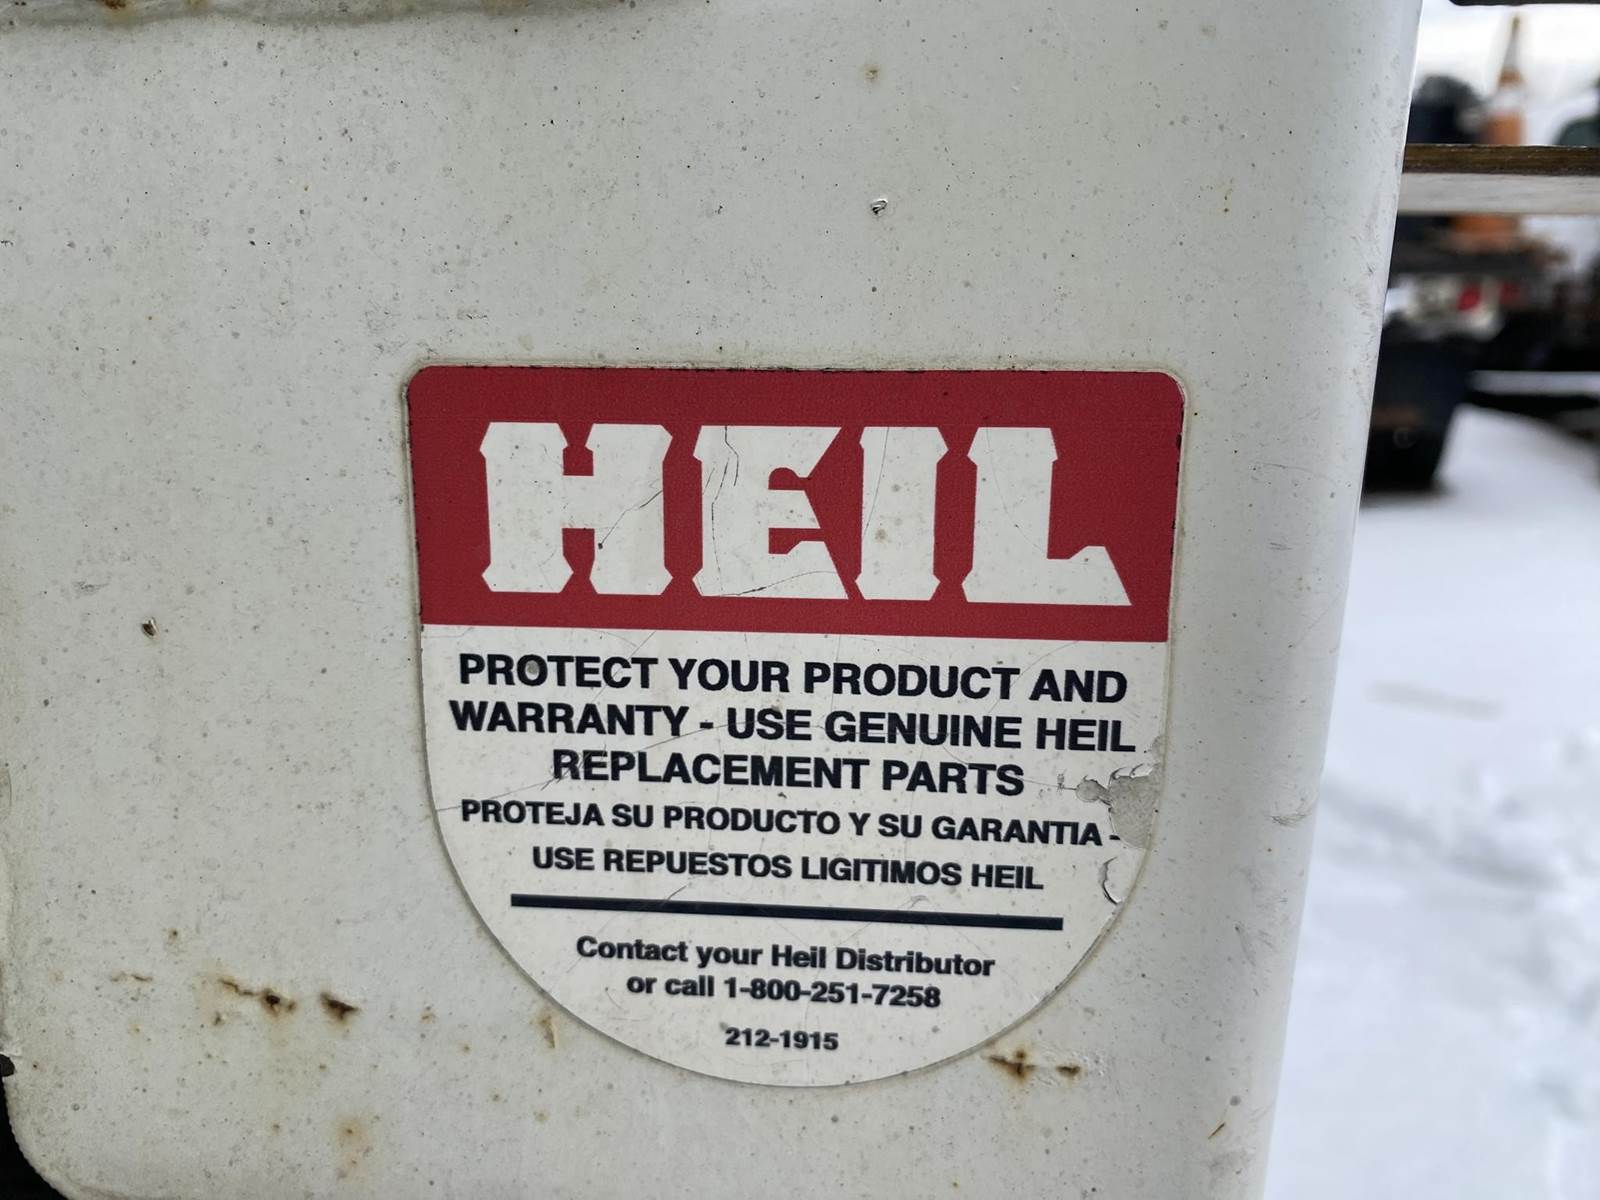 HEIL
PROTECT YOUR PRODUCT AND
WARRANTY - USE GENUINE HEIL
REPLACEMENT PARTS
PROTEJA SU PRODUCTO Y SU GARANTIA -
USE REPUESTOS LIGITIMOS HEIL
Contact your Heil Distributor
or call 1-800-251-7258
212-1915